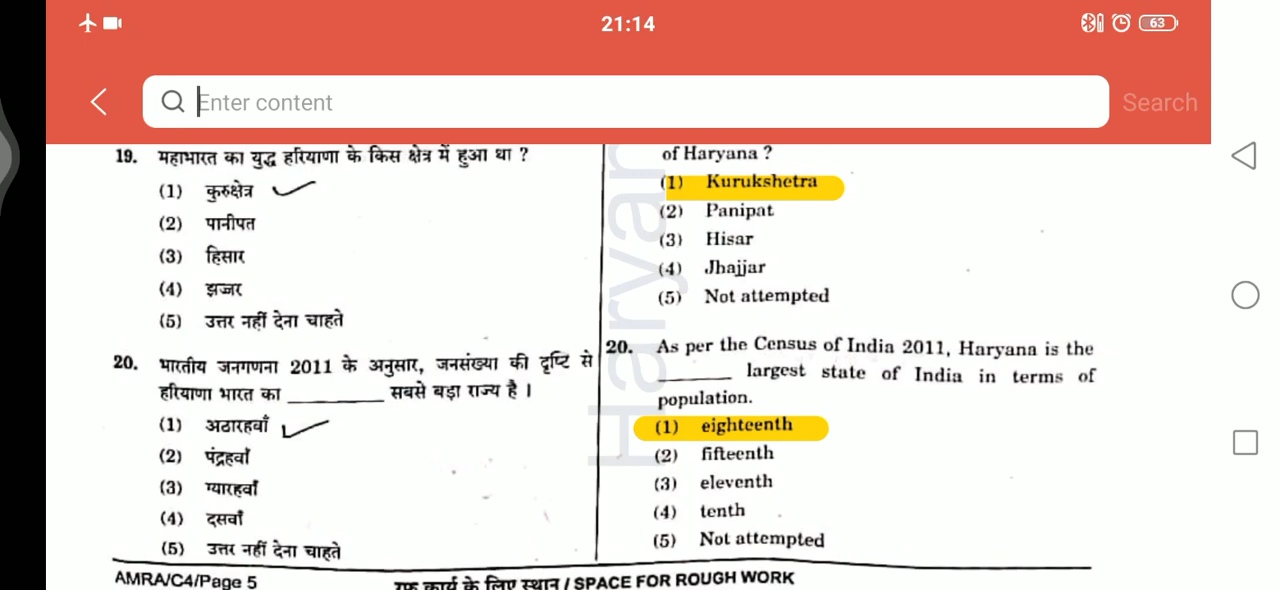 21:14
63
Enter content
Search
19. महाभारत का युद्ध हरियाणा के किस क्षेत्र में हुआ था ?
(1) कुरुक्षेत्र
(2) पानीपत
(3) हिसार
(4) झज्जर
(5) उत्तर नहीं देना चाहते
20. भारतीय जनगणना 2011 के अनुसार, जनसंख्या की दृष्टि से
हरियाणा भारत का ________ सबसे बड़ा राज्य है ।
(1) अठारहवाँ
(2) पंद्रहवाँ
(3) ग्यारहवाँ
(4) दसवाँ
(5) उत्तर नहीं देना चाहते
of Haryana ?
(1) Kurukshetra
(2) Panipat
(3) Hisar
(4) Jhajjar
(5) Not attempted
20. As per the Census of India 2011, Haryana is the
________ largest state of India in terms of
population.
(1) eighteenth
(2) fifteenth
(3) eleventh
(4) tenth
(5) Not attempted
Haryan
AMRA/C4/Page 5
रफ कार्य के लिए स्थान / SPACE FOR ROUGH WORK